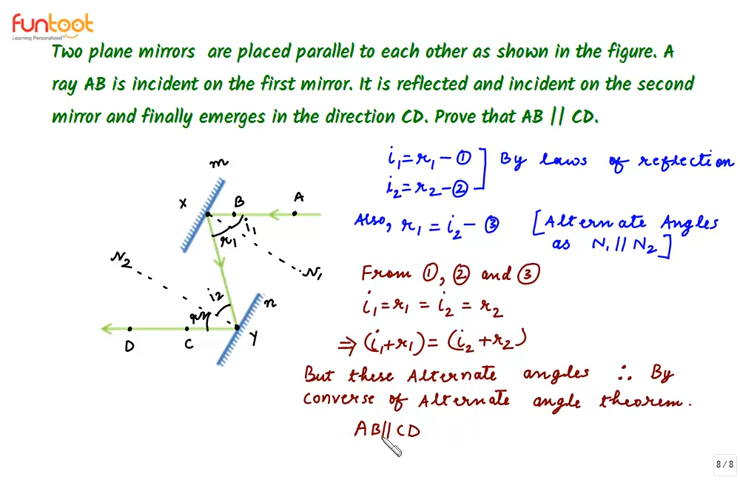 funtoot
Learning Personalized
Two plane mirrors are placed parallel to each other as shown in the figure. A
ray AB is incident on the first mirror. It is reflected and incident on the second
mirror and finally emerges in the direction CD. Prove that AB || CD.
m
X B A
i₁
r₁
N₂
N₁
i₂
n
r₂
D C Y
i₁ = r₁ - ①
i₂ = r₂ - ②
By laws of reflection
Also, r₁ = i₂ - ③ [Alternate Angles
as N₁ || N₂]
From ①, ② and ③
i₁ = r₁ = i₂ = r₂
⇒ (i₁+r₁) = (i₂+r₂)
But these Alternate angles ∴ By
converse of Alternate angle theorem.
AB || CD
8 / 8